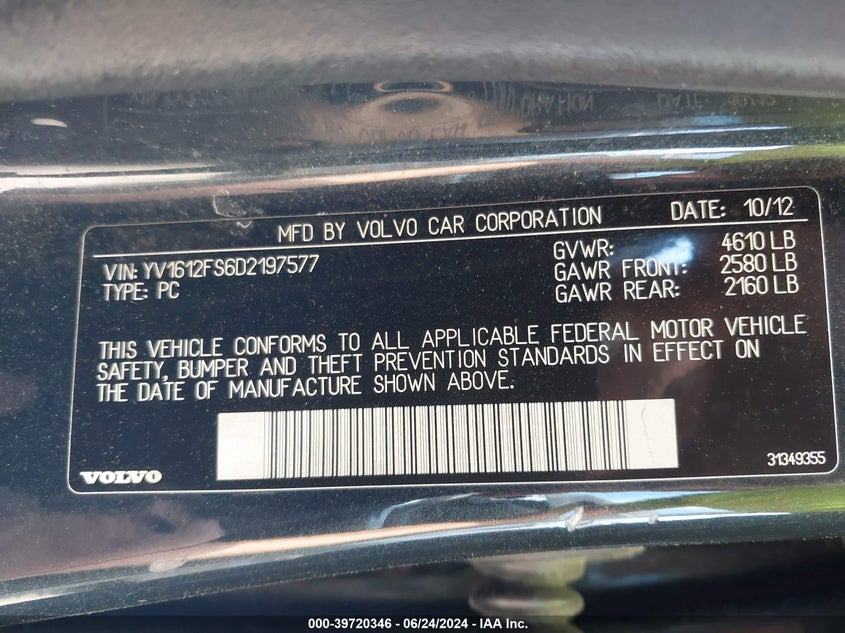 MFD BY VOLVO CAR CORPORATION DATE: 10/12
VIN: YV1612FS6D2197577 GVWR: 4610 LB
TYPE: PC GAWR FRONT: 2580 LB
GAWR REAR: 2160 LB
THIS VEHICLE CONFORMS TO ALL APPLICABLE FEDERAL MOTOR VEHICLE
SAFETY, BUMPER AND THEFT PREVENTION STANDARDS IN EFFECT ON
THE DATE OF MANUFACTURE SHOWN ABOVE.
VOLVO 31349355
000-39720346 - 06/24/2024 - IAA Inc.